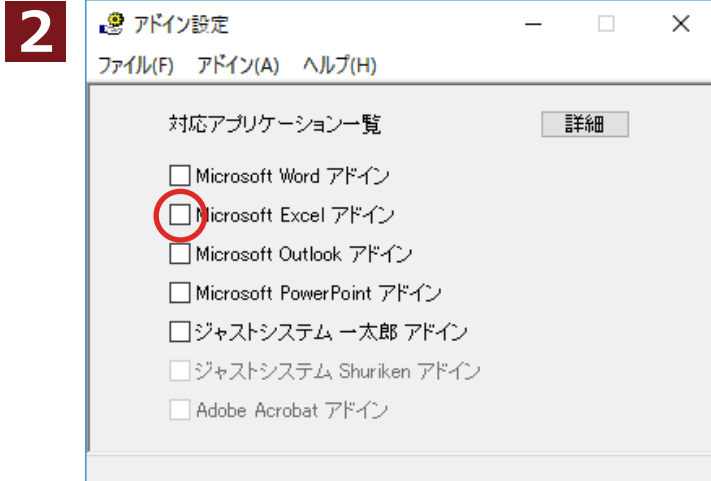 2
アドイン設定
ファイル(F) アドイン(A) ヘルプ(H)
対応アプリケーション一覧 詳細
Microsoft Word アドイン
Microsoft Excel アドイン
Microsoft Outlook アドイン
Microsoft PowerPoint アドイン
ジャストシステム 一太郎 アドイン
ジャストシステム Shuriken アドイン
Adobe Acrobat アドイン